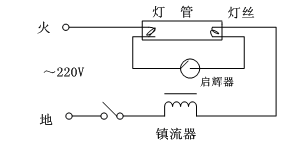 灯 管 灯丝
火
启辉器
～220V
地
镇流器